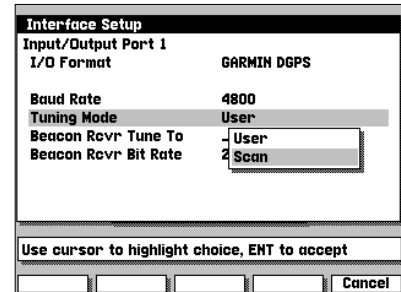 Interface Setup
Input/Output Port 1
I/O Format GARMIN DGPS
Baud Rate 4800
Tuning Mode User
Beacon Rcvr Tune To User
Beacon Rcvr Bit Rate 2 Scan
Use cursor to highlight choice, ENT to accept
Cancel